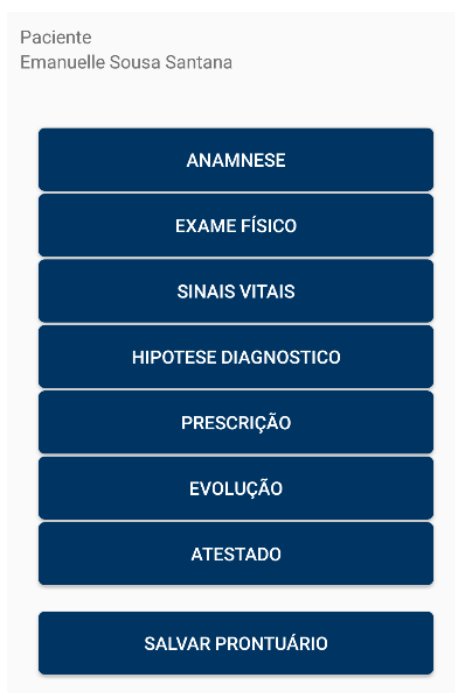 Paciente
Emanuelle Sousa Santana
ANAMNESE
EXAME FÍSICO
SINAIS VITAIS
HIPOTESE DIAGNOSTICO
PRESCRIÇÃO
EVOLUÇÃO
ATESTADO
SALVAR PRONTUÁRIO